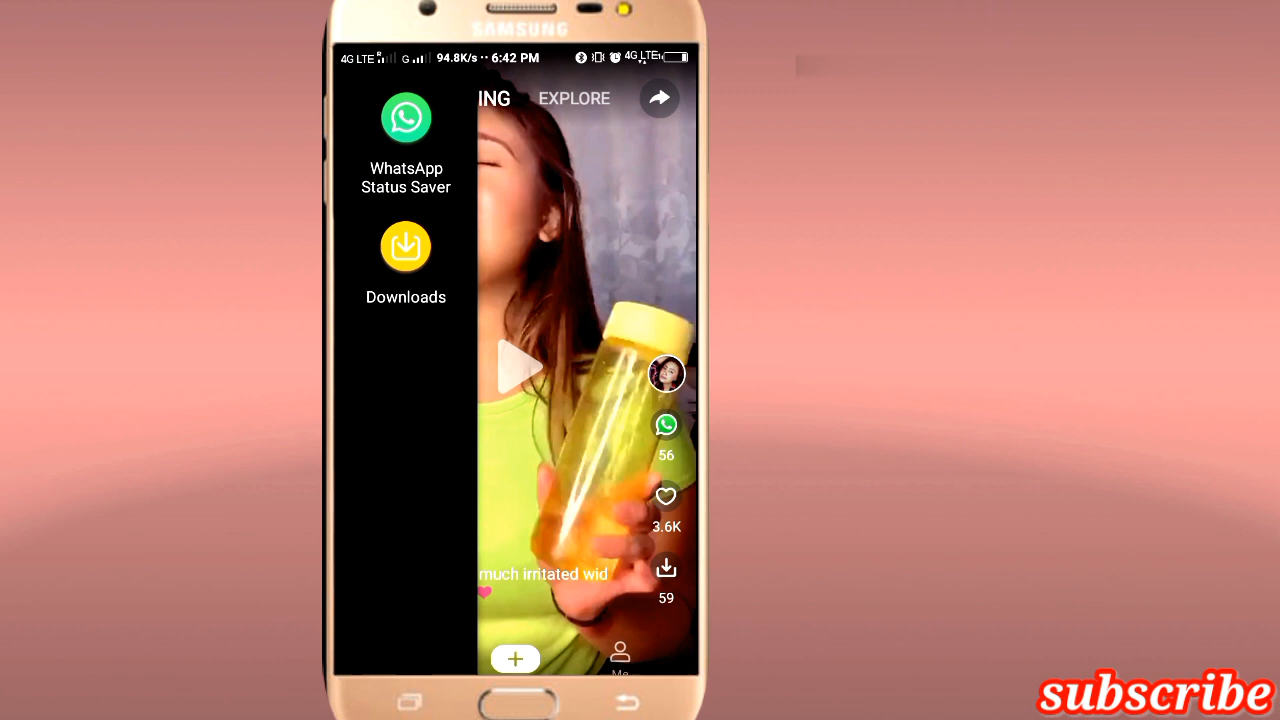 SAMSUNG
4G LTE R G 94.8K/s ·· 6:42 PM 4G LTE
ING EXPLORE
WhatsApp
Status Saver
Downloads
56
3.6K
much irritated wid
59
Me
subscribe